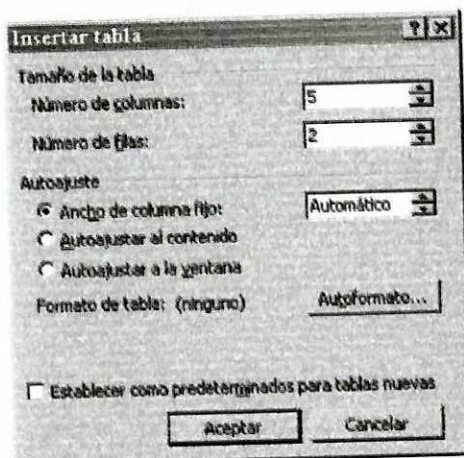 Insertar tabla
Tamaño de la tabla
Número de columnas: 5
Número de filas: 2
Autoajuste
Ancho de columna fijo: Automático
Autoajustar al contenido
Autoajustar a la ventana
Formato de tabla: (ninguno) Autoformato...
Establecer como predeterminados para tablas nuevas
Aceptar Cancelar